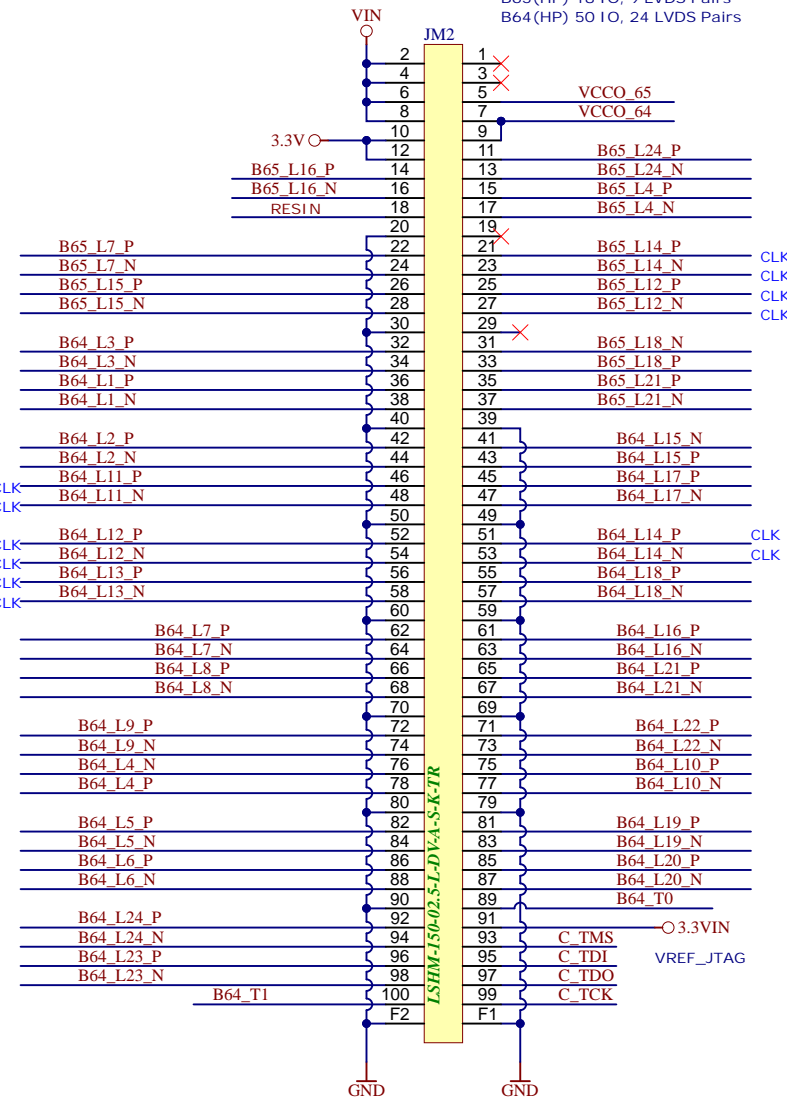 B64(HP) 50 IO, 24 LVDS Pairs
VIN
JM2
2 1
4 3
6 5 VCCO_65
8 7 VCCO_64
10 9
3.3V
12 11 B65_L24_P
B65_L16_P 14 13 B65_L24_N
B65_L16_N 16 15 B65_L4_P
RESIN 18 17 B65_L4_N
20 19
B65_L7_P 22 21 B65_L14_P CLK
B65_L7_N 24 23 B65_L14_N CLK
B65_L15_P 26 25 B65_L12_P CLK
B65_L15_N 28 27 B65_L12_N CLK
30 29
B64_L3_P 32 31 B65_L18_N
B64_L3_N 34 33 B65_L18_P
B64_L1_P 36 35 B65_L21_P
B64_L1_N 38 37 B65_L21_N
40 39
B64_L2_P 42 41 B64_L15_N
B64_L2_N 44 43 B64_L15_P
CLK B64_L11_P 46 45 B64_L17_P
CLK B64_L11_N 48 47 B64_L17_N
50 49
CLK B64_L12_P 52 51 B64_L14_P CLK
CLK B64_L12_N 54 53 B64_L14_N CLK
CLK B64_L13_P 56 55 B64_L18_P
CLK B64_L13_N 58 57 B64_L18_N
60 59
B64_L7_P 62 61 B64_L16_P
B64_L7_N 64 63 B64_L16_N
B64_L8_P 66 65 B64_L21_P
B64_L8_N 68 67 B64_L21_N
70 69
B64_L9_P 72 71 B64_L22_P
B64_L9_N 74 73 B64_L22_N
B64_L4_N 76 75 B64_L10_P
B64_L4_P 78 77 B64_L10_N
80 79
B64_L5_P 82 81 B64_L19_P
B64_L5_N 84 83 B64_L19_N
B64_L6_P 86 85 B64_L20_P
B64_L6_N 88 87 B64_L20_N
90 89 B64_T0
B64_L24_P 92 91 3.3VIN
B64_L24_N 94 93 C_TMS
B64_L23_P 96 95 C_TDI VREF_JTAG
B64_L23_N 98 97 C_TDO
B64_T1 100 99 C_TCK
F2 F1
LSHM-150-02.5-L-DV-A-S-K-TR
GND GND